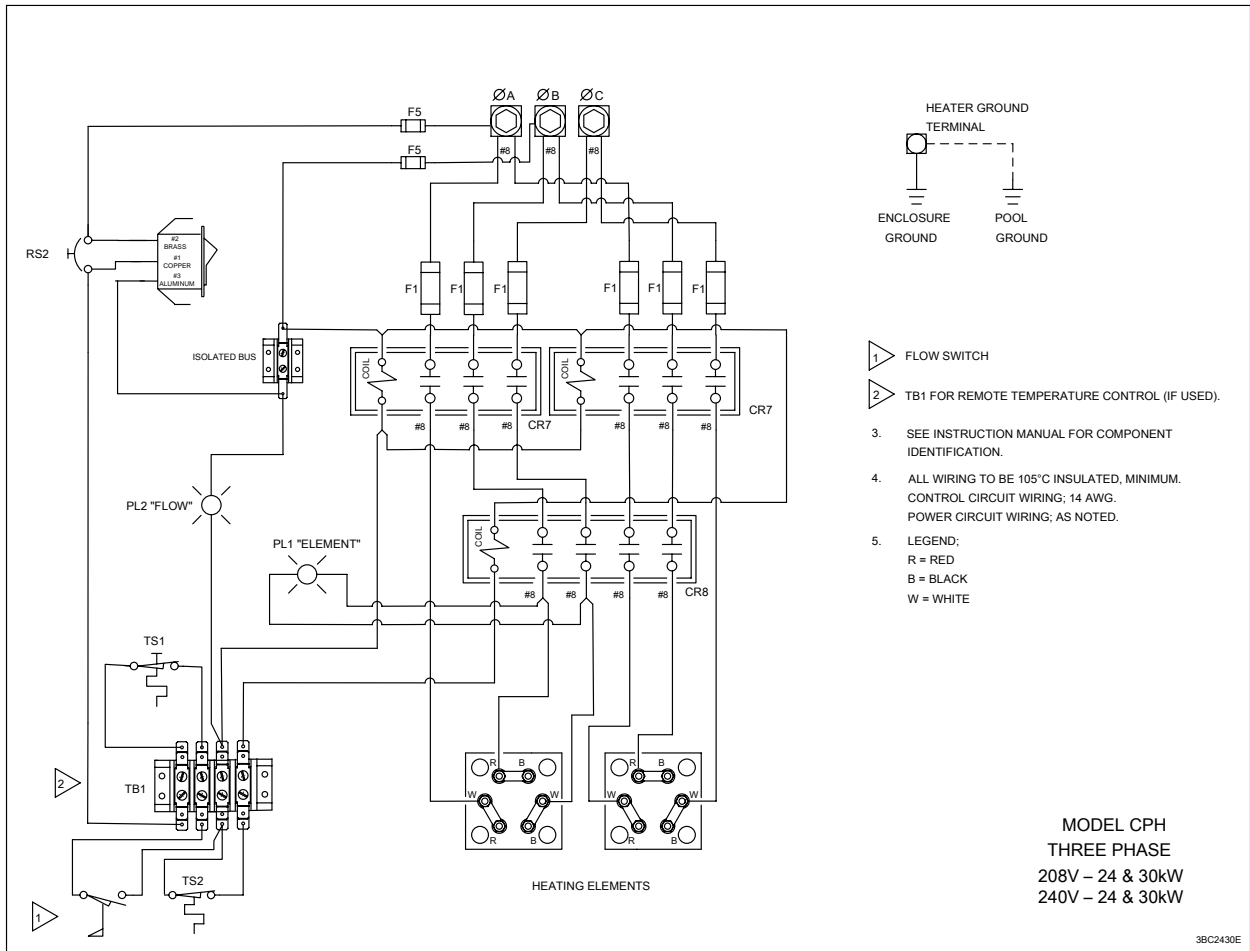 ØA ØB ØC
F5
F5
#8 #8 #8
HEATER GROUND
TERMINAL
ENCLOSURE
GROUND
POOL
GROUND
RS2
#2
BRASS
#1
COPPER
#3
ALUMINUM
F1 F1 F1 F1 F1 F1
ISOLATED BUS
COIL
COIL
CR7
CR7
#8 #8 #8 #8 #8 #8
1 FLOW SWITCH
2 TB1 FOR REMOTE TEMPERATURE CONTROL (IF USED).
3. SEE INSTRUCTION MANUAL FOR COMPONENT
IDENTIFICATION.
4. ALL WIRING TO BE 105°C INSULATED, MINIMUM.
CONTROL CIRCUIT WIRING; 14 AWG.
POWER CIRCUIT WIRING; AS NOTED.
5. LEGEND;
R = RED
B = BLACK
W = WHITE
PL2 "FLOW"
PL1 "ELEMENT"
COIL
CR8
#8 #8 #8 #8
TS1
2
TB1
R B
W W
R B
R B
W W
R B
TS2
1
HEATING ELEMENTS
MODEL CPH
THREE PHASE
208V – 24 & 30kW
240V – 24 & 30kW
3BC2430E